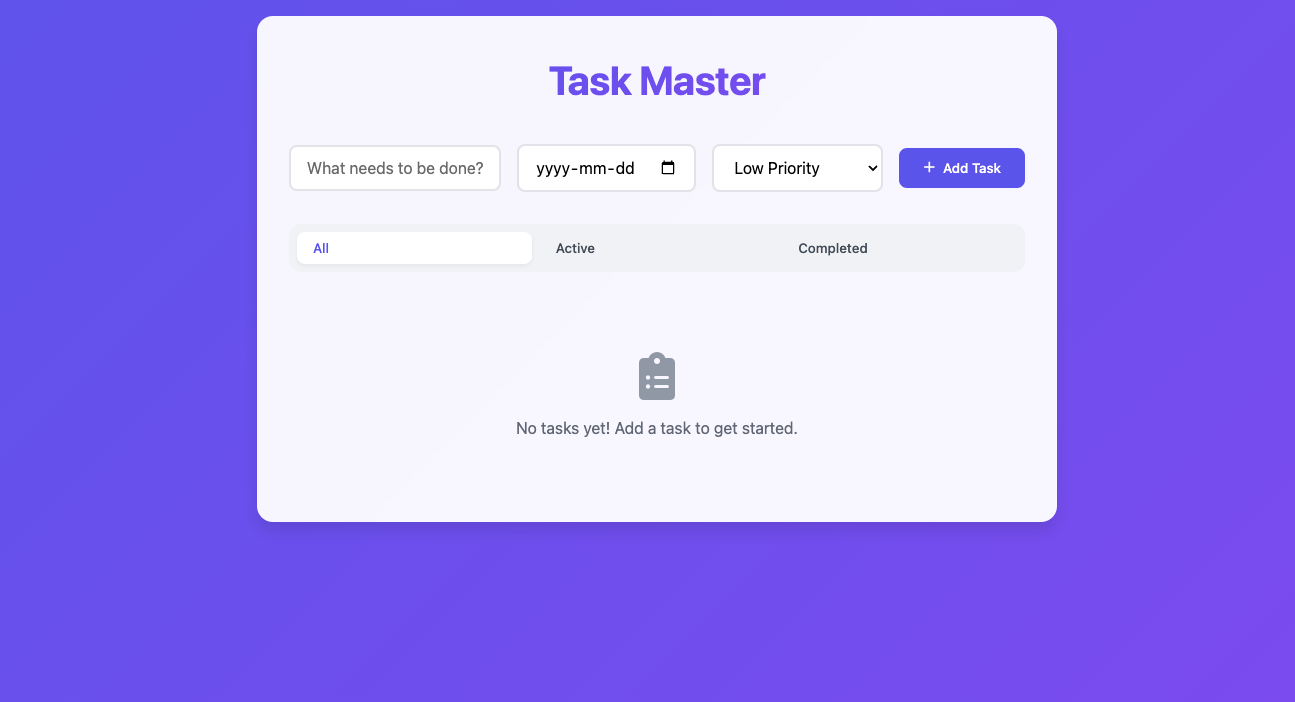 Task Master
What needs to be done?
yyyy-mm-dd
Low Priority
Add Task
All
Active
Completed
No tasks yet! Add a task to get started.